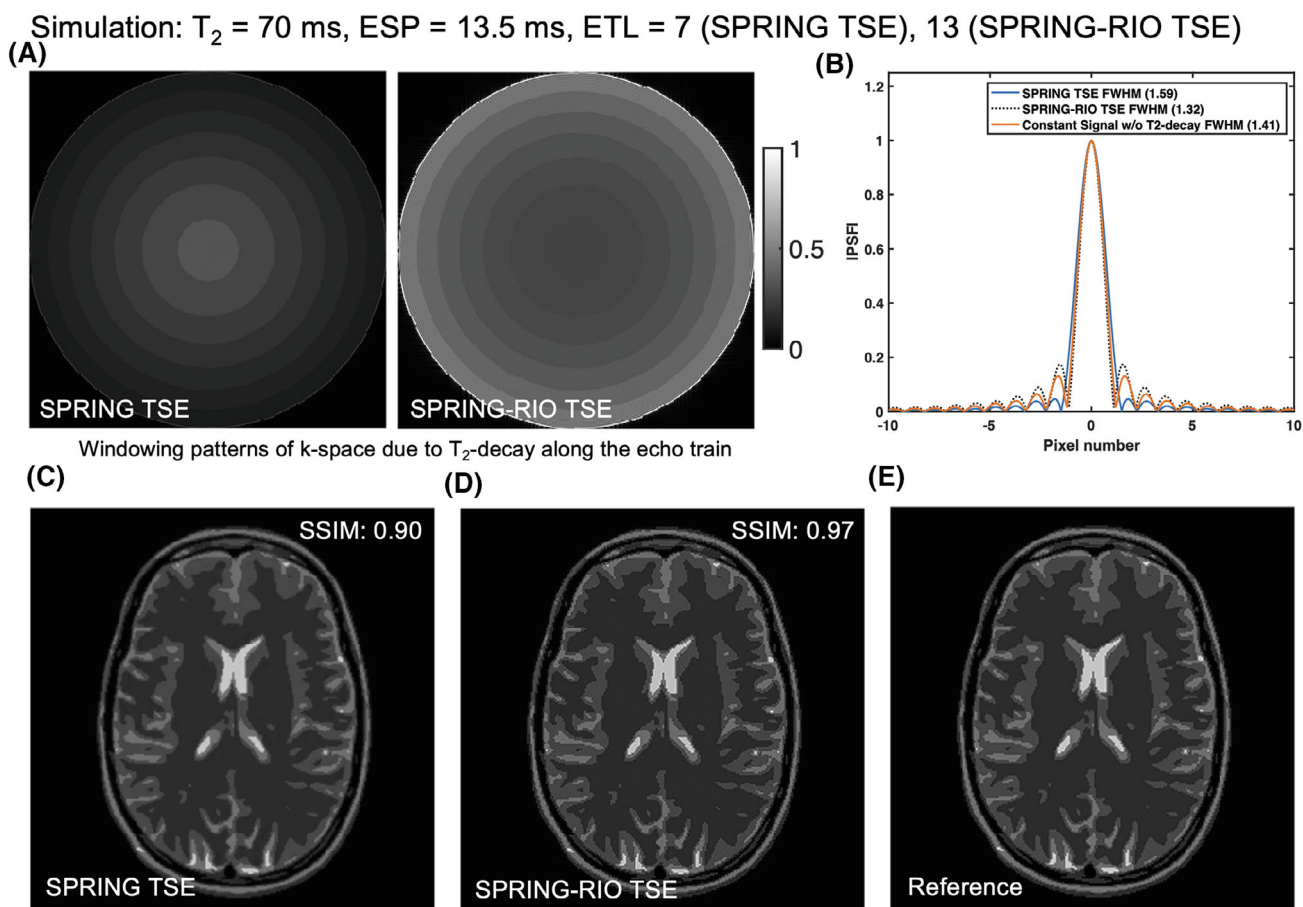 Simulation: T₂ = 70 ms, ESP = 13.5 ms, ETL = 7 (SPRING TSE), 13 (SPRING-RIO TSE)
(A)
SPRING TSE
SPRING-RIO TSE
1
0.5
0
Windowing patterns of k-space due to T₂-decay along the echo train
(B)
SPRING TSE FWHM (1.59)
SPRING-RIO TSE FWHM (1.32)
Constant Signal w/o T2-decay FWHM (1.41)
1.2
1
0.8
0.6
0.4
0.2
0
|PSF|
-10
-5
0
5
10
Pixel number
(C)
SSIM: 0.90
SPRING TSE
(D)
SSIM: 0.97
SPRING-RIO TSE
(E)
Reference